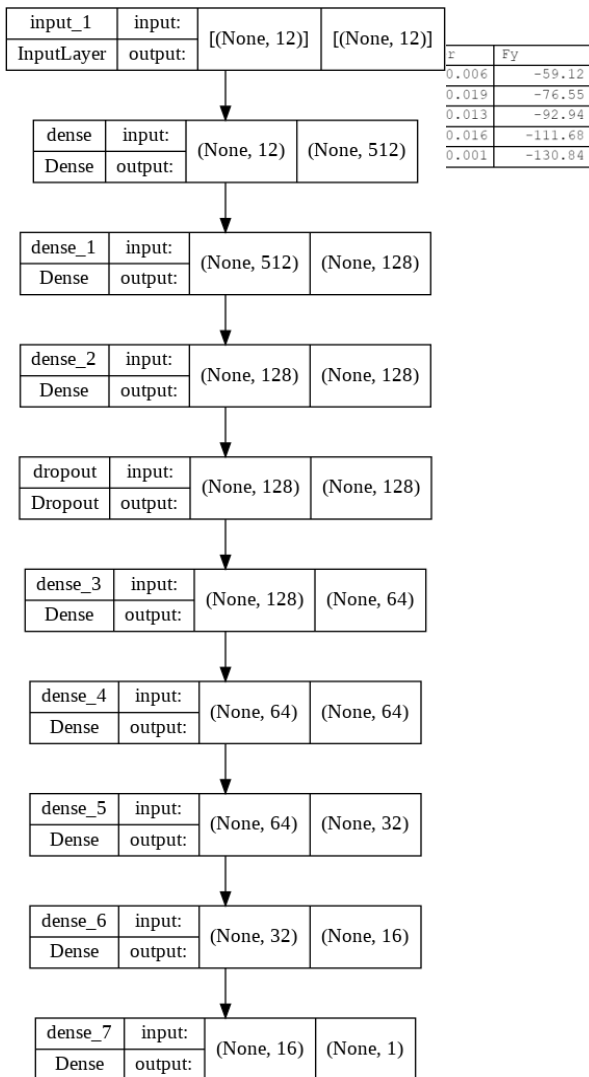 input_1 input: [(None, 12)] [(None, 12)]
InputLayer output:
r Fy
0.006 -59.12
0.019 -76.55
0.013 -92.94
0.016 -111.68
0.001 -130.84
dense input: (None, 12) (None, 512)
Dense output:
dense_1 input: (None, 512) (None, 128)
Dense output:
dense_2 input: (None, 128) (None, 128)
Dense output:
dropout input: (None, 128) (None, 128)
Dropout output:
dense_3 input: (None, 128) (None, 64)
Dense output:
dense_4 input: (None, 64) (None, 64)
Dense output:
dense_5 input: (None, 64) (None, 32)
Dense output:
dense_6 input: (None, 32) (None, 16)
Dense output:
dense_7 input: (None, 16) (None, 1)
Dense output: